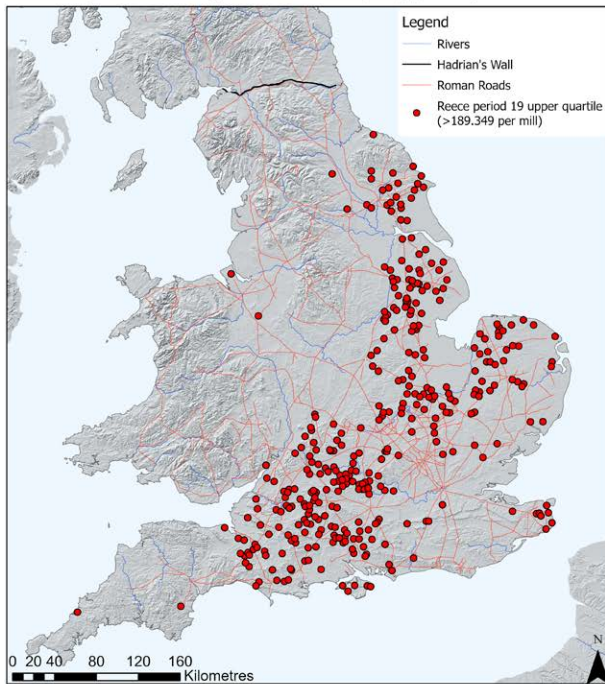 Legend
Rivers
Hadrian's Wall
Roman Roads
Reece period 19 upper quartile
(>189.349 per mill)
N
0 20 40 80 120 160
Kilometres